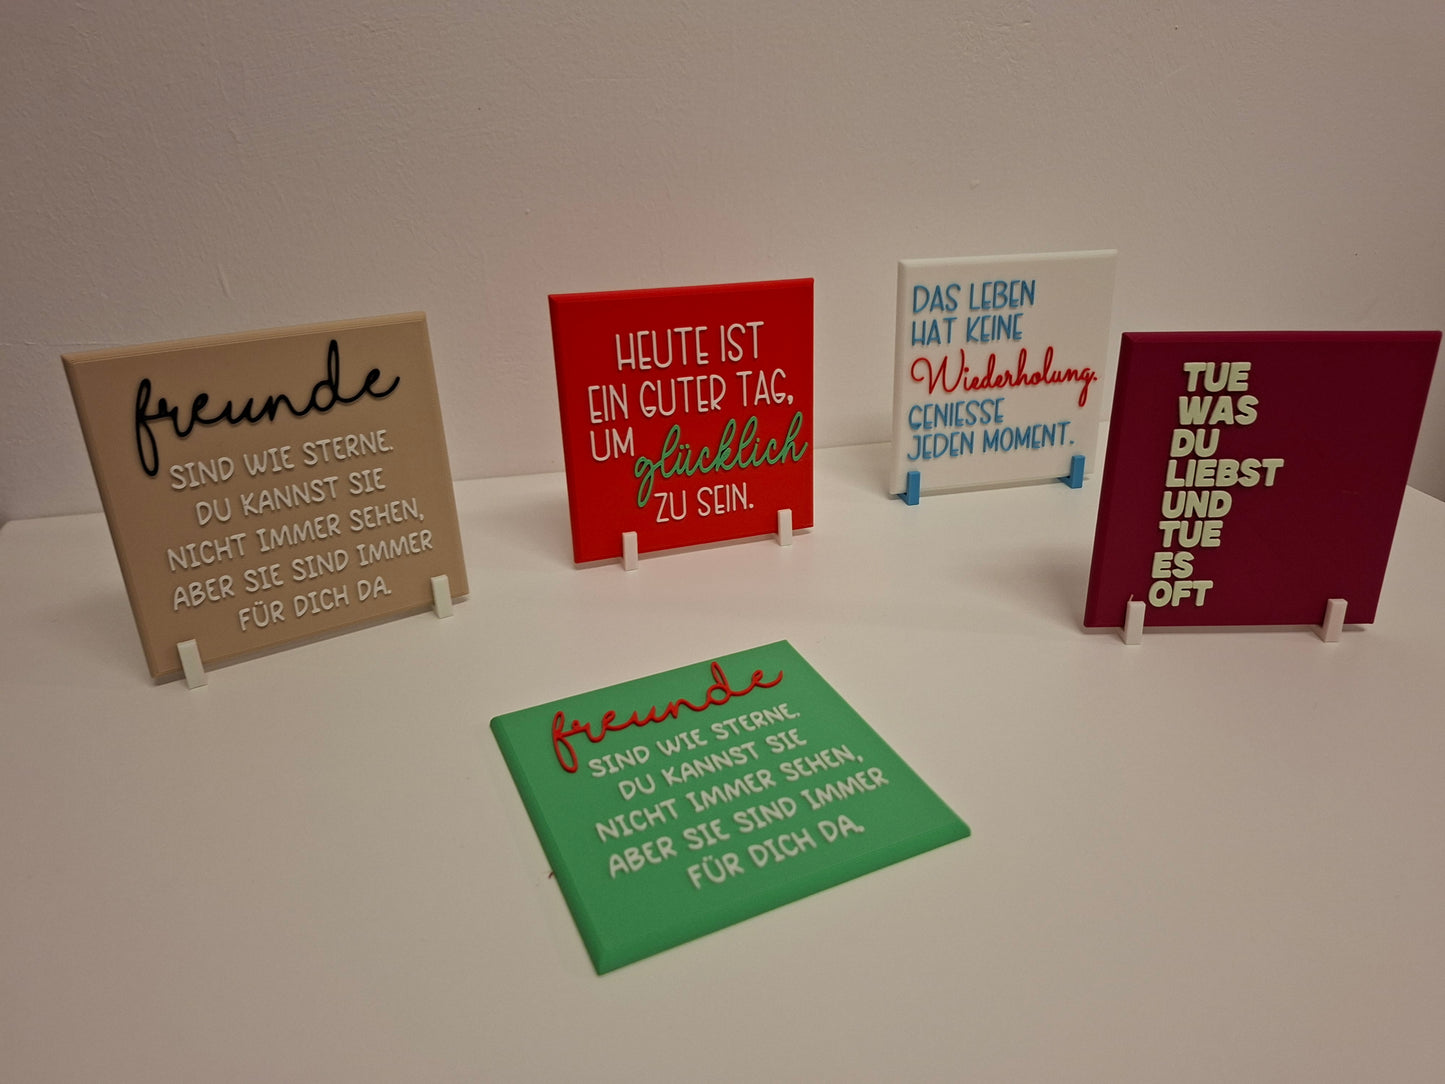 freunde
SIND WIE STERNE.
DU KANNST SIE
NICHT IMMER SEHEN,
ABER SIE SIND IMMER
FÜR DICH DA.
HEUTE IST
EIN GUTER TAG,
UM glücklich
ZU SEIN.
DAS LEBEN
HAT KEINE
Wiederholung.
GENIESSE
JEDEN MOMENT.
TUE
WAS
DU
LIEBST
UND
TUE
ES
OFT
freunde
SIND WIE STERNE.
DU KANNST SIE
NICHT IMMER SEHEN,
ABER SIE SIND IMMER
FÜR DICH DA.